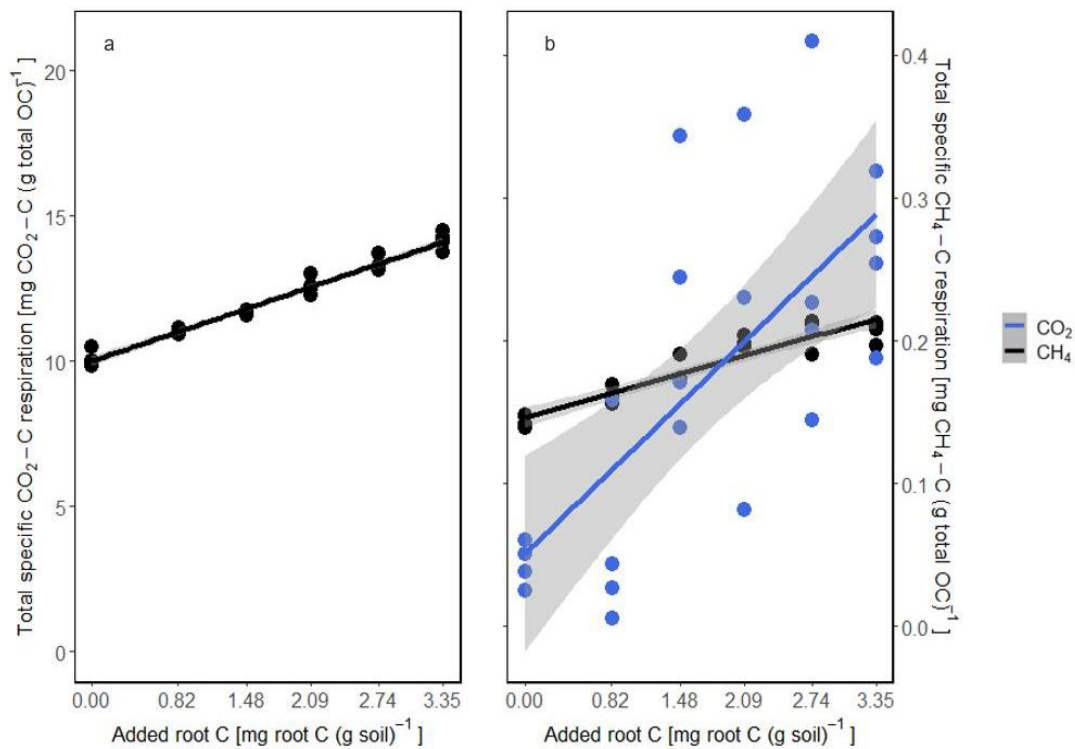 a
b
Total specific CO₂−C respiration [mg CO₂−C (g total OC)⁻¹ ]
20
15
10
5
0
0.00 0.82 1.48 2.09 2.74 3.35
Added root C [mg root C (g soil)⁻¹ ]
0.00 0.82 1.48 2.09 2.74 3.35
Added root C [mg root C (g soil)⁻¹ ]
0.4
0.3
0.2
0.1
0.0
Total specific CH₄−C respiration [mg CH₄−C (g total OC)⁻¹ ]
CO₂
CH₄